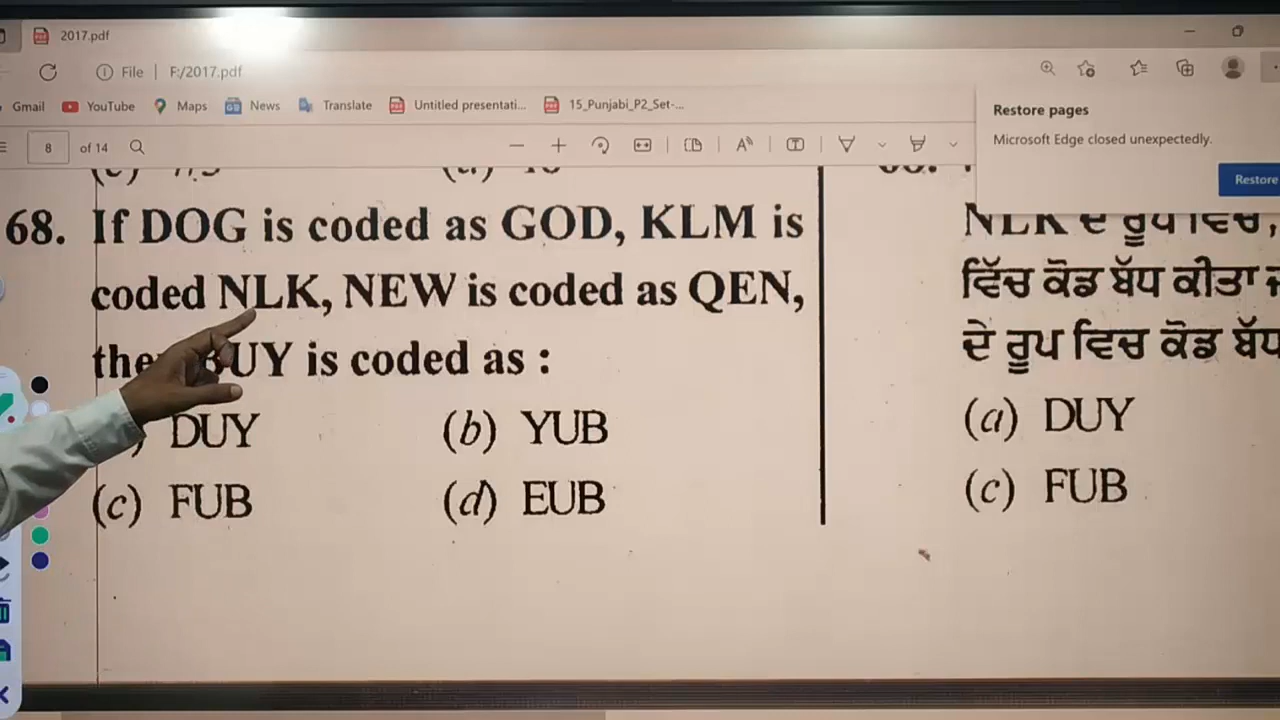 2017.pdf
File | F:/2017.pdf
Gmail YouTube Maps News Translate Untitled presentati... 15_Punjabi_P2_Set-...
Restore pages
Microsoft Edge closed unexpectedly.
Restore
8 of 14
68. If DOG is coded as GOD, KLM is
coded NLK, NEW is coded as QEN,
BUY is coded as :
DUY (b) YUB
(c) FUB (d) EUB
NLK ਦੇ ਰੂਪ ਵਿਚ,
ਵਿੱਚ ਕੋਡ ਬੱਧ ਕੀਤਾ
ਦੇ ਰੂਪ ਵਿਚ ਕੋਡ ਬੱਧ
(a) DUY
(c) FUB